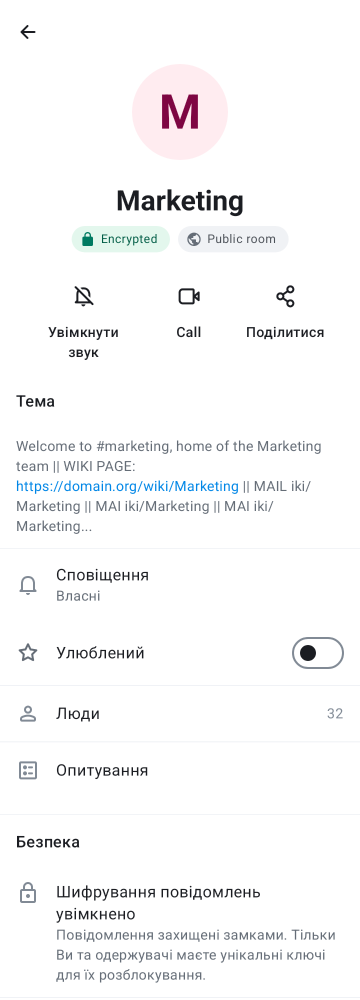 M
Marketing
Encrypted
Public room
Увімкнути
звук
Call
Поділитися
Тема
Welcome to #marketing, home of the Marketing
team || WIKI PAGE:
https://domain.org/wiki/Marketing || MAIL iki/
Marketing || MAI iki/Marketing || MAI iki/
Marketing...
Сповіщення
Власні
Улюблений
Люди
32
Опитування
Безпека
Шифрування повідомлень
увімкнено
Повідомлення захищені замками. Тільки
Ви та одержувачі маєте унікальні ключі
для їх розблокування.